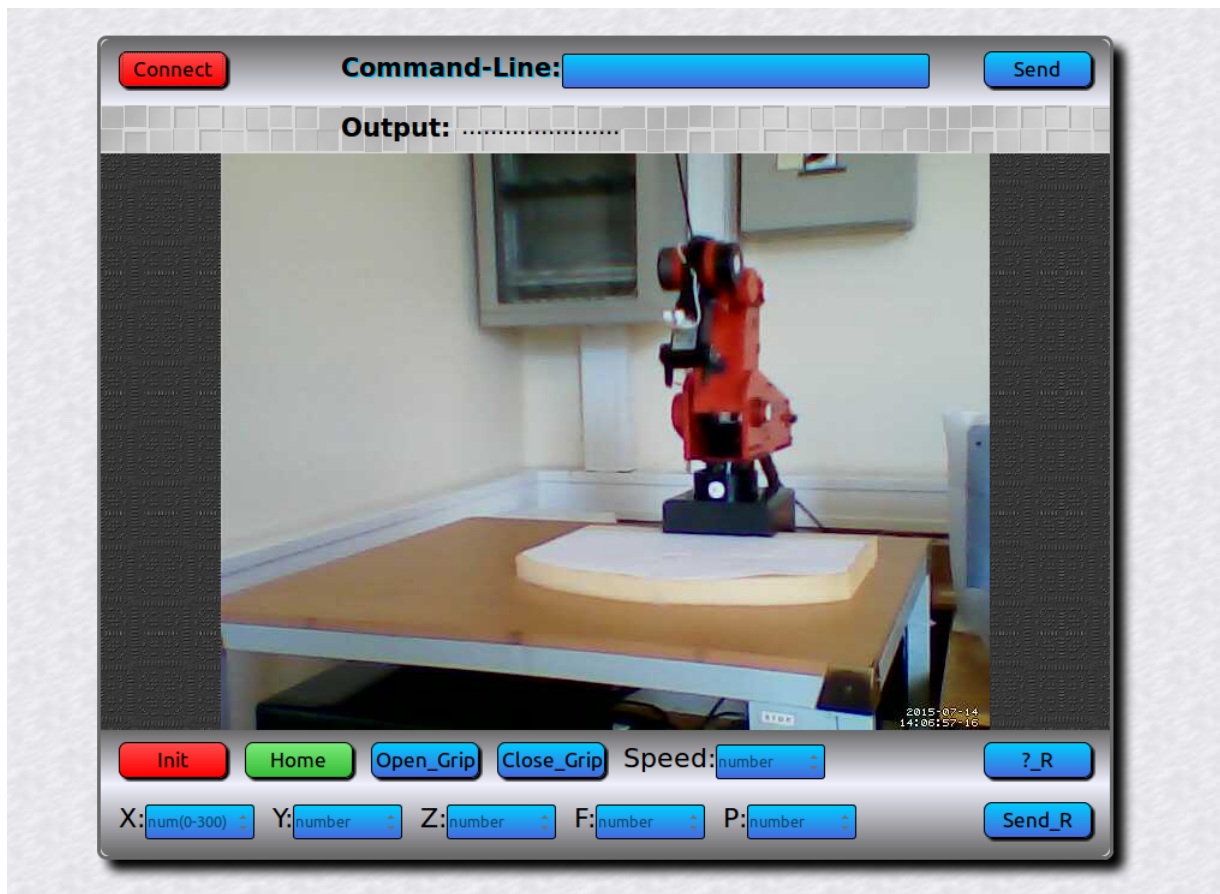 Connect Command-Line: Send
Output: ......................
2015-07-14
14:06:57-16
Init Home Open_Grip Close_Grip Speed: number ?_R
X: num(0-300) Y: number Z: number F: number P: number Send_R